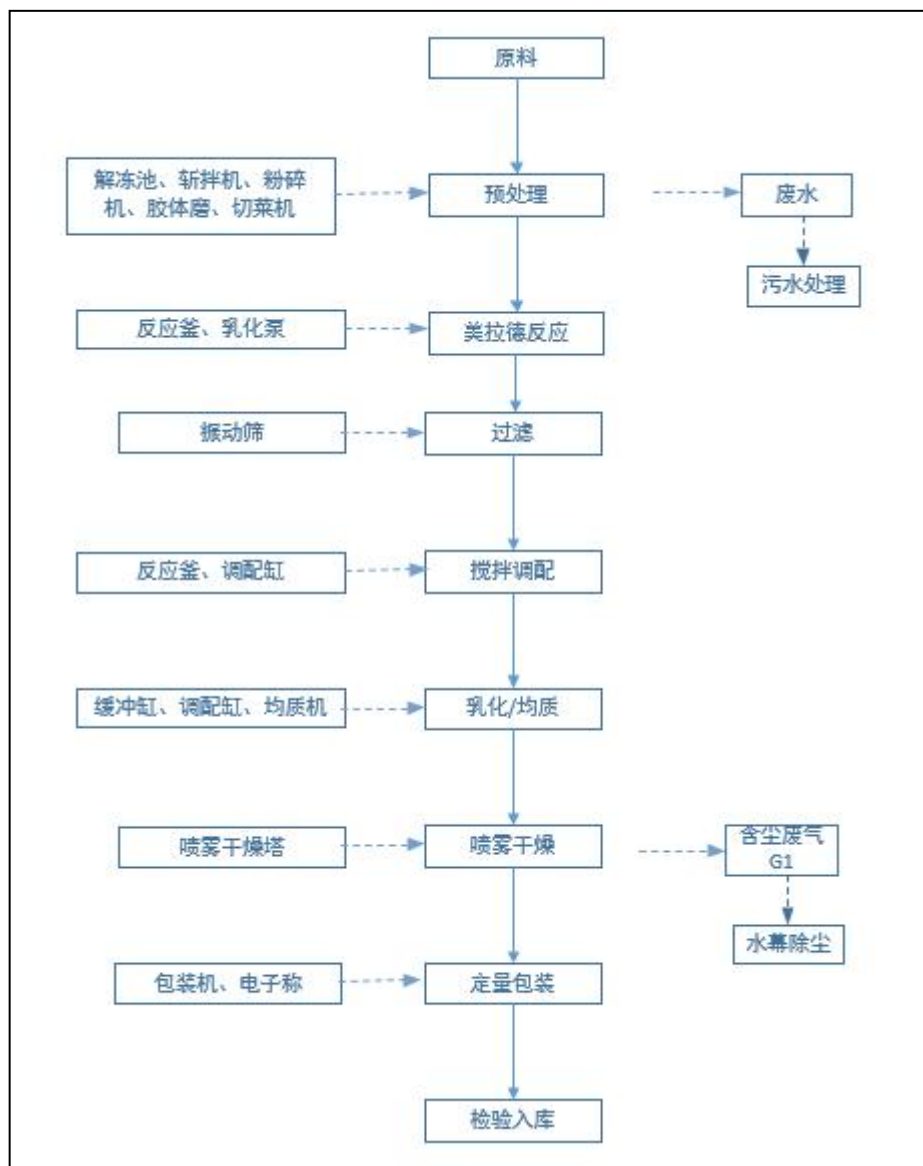 原料
解冻池、斩拌机、粉碎
机、胶体磨、切菜机
预处理
废水
污水处理
反应釜、乳化泵
美拉德反应
振动筛
过滤
反应釜、调配缸
搅拌调配
缓冲缸、调配缸、均质机
乳化/均质
喷雾干燥塔
喷雾干燥
含尘废气
G1
水幕除尘
包装机、电子称
定量包装
检验入库